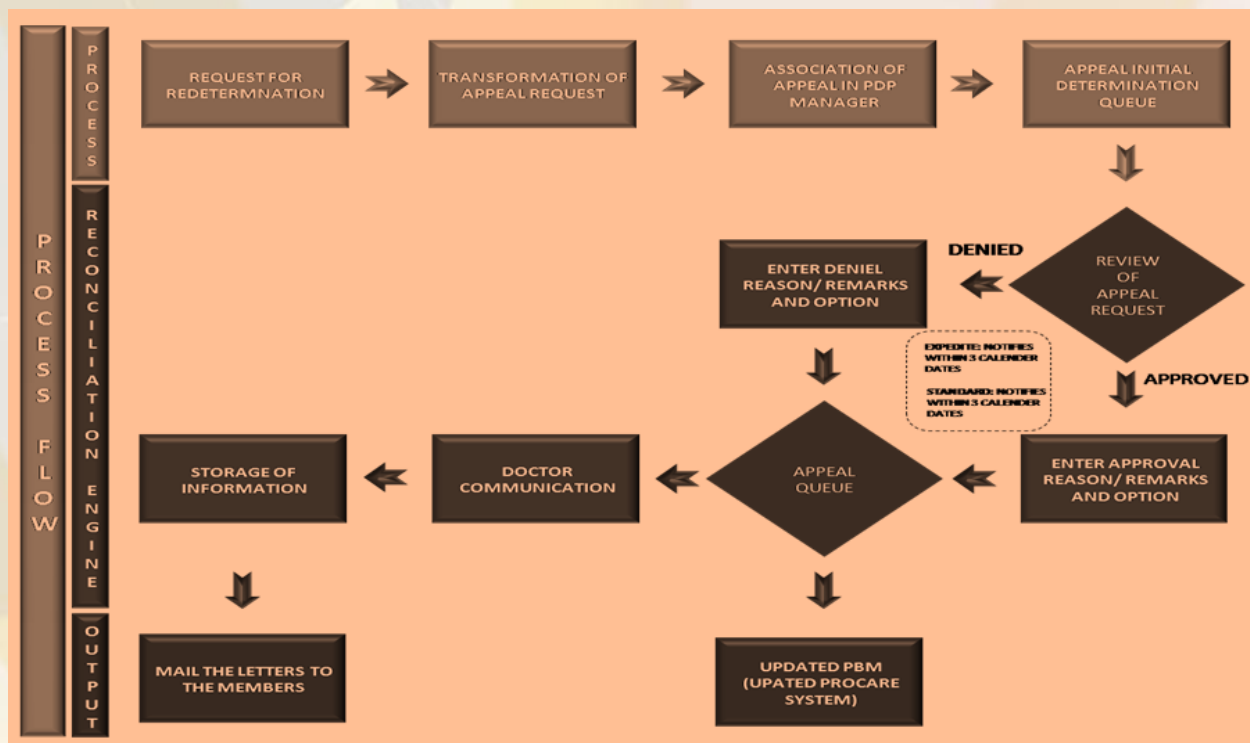 PROCESS FLOW
PROCESS
REQUEST FOR
REDETERMNATION
TRANSFORMATION OF
APPEAL REQUEST
ASSOCIATION OF
APPEAL IN PDP
MANAGER
APPEAL INITIAL
DETERMINATION
QUEUE
RECONCILIATION ENGINE
REVIEW
OF
APPEAL
REQUEST
DENIED
ENTER DENIEL
REASON/ REMARKS
AND OPTION
EXPEDITE: NOTIFIES
WITHIN 3 CALENDER
DATES
STANDARD: NOTIFIES
WITHIN 3 CALENDER
DATES
APPROVED
ENTER APPROVAL
REASON/ REMARKS
AND OPTION
APPEAL
QUEUE
DOCTOR
COMMUNICATION
STORAGE OF
INFORMATION
OUTPUT
MAIL THE LETTERS TO
THE MEMBERS
UPDATED PBM
(UPATED PROCARE
SYSTEM)